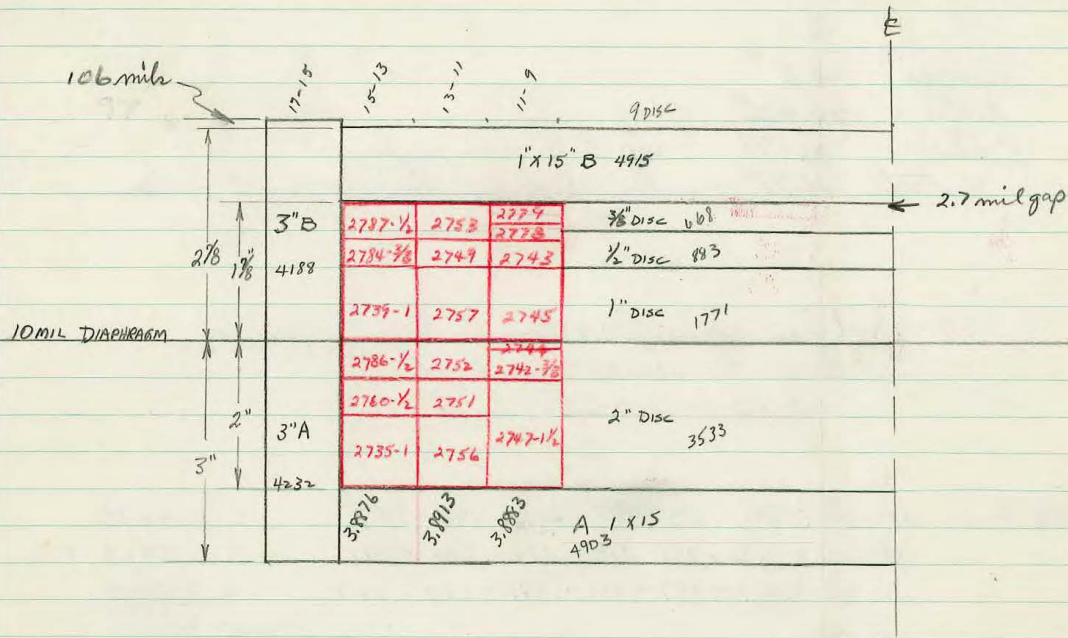 ℄
106 mils
97
17-15
15-13
13-11
11-9
9 DISC
1" X 15" B 4915
2.7 mil gap
3"B
4188
2787-1/2 2753 2774
2773
3/8" DISC 668
2 7/8
1 7/8"
2784-3/8 2749 2743
1/2" DISC 883
2739-1 2757 2745
1" DISC 1771
10 MIL DIAPHRAGM
2786-1/2 2752 2744
2742-3/8
2760-1/2 2751
2" DISC
3533
2"
3"A
4232
2735-1 2756 2747-1 1/2
3"
3.8876
3.8913
3.8883
A 1 X 15
4903